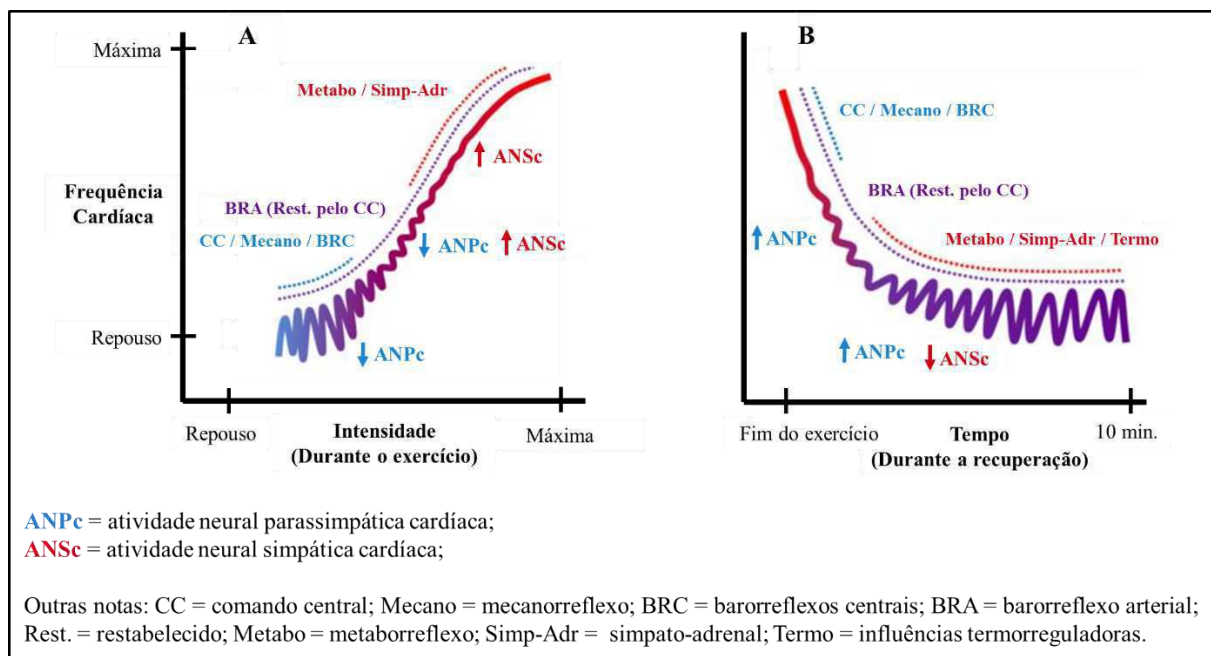 A
Máxima
Metabo / Simp-Adr
↑ ANSc
Frequência
Cardíaca
BRA (Rest. pelo CC)
CC / Mecano / BRC
↓ ANPc ↑ ANSc
Repouso
↓ ANPc
Repouso
Intensidade
(Durante o exercício)
Máxima
B
CC / Mecano / BRC
BRA (Rest. pelo CC)
↑ ANPc
Metabo / Simp-Adr / Termo
↑ ANPc ↓ ANSc
Fim do exercício
Tempo
(Durante a recuperação)
10 min.
ANPc = atividade neural parassimpática cardíaca;
ANSc = atividade neural simpática cardíaca;
Outras notas: CC = comando central; Mecano = mecanorreflexo; BRC = barorreflexos centrais; BRA = barorreflexo arterial;
Rest. = restabelecido; Metabo = metaborreflexo; Simp-Adr = simpato-adrenal; Termo = influências termorreguladoras.